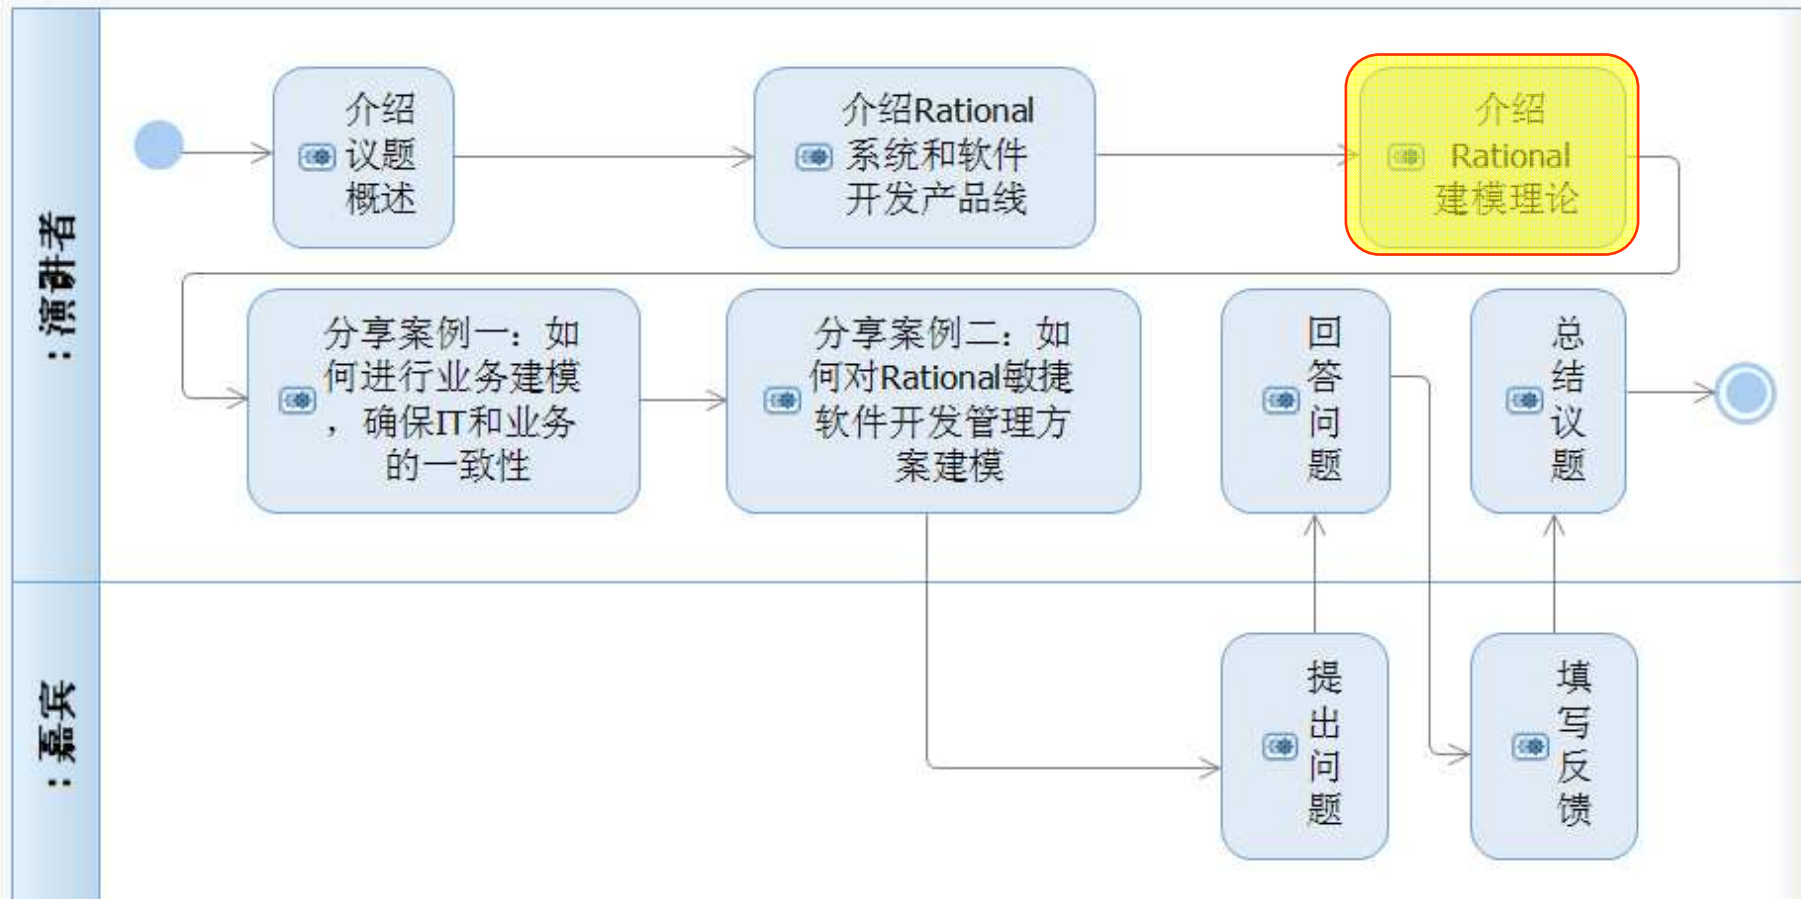 :演讲者
介绍
议题
概述
介绍Rational
系统和软件
开发产品线
介绍
Rational
建模理论
分享案例一：如
何进行业务建模
，确保IT和业务
的一致性
分享案例二：如
何对Rational敏捷
软件开发管理方
案建模
回
答
问
题
总
结
议
题
:嘉宾
提
出
问
题
填
写
反
馈